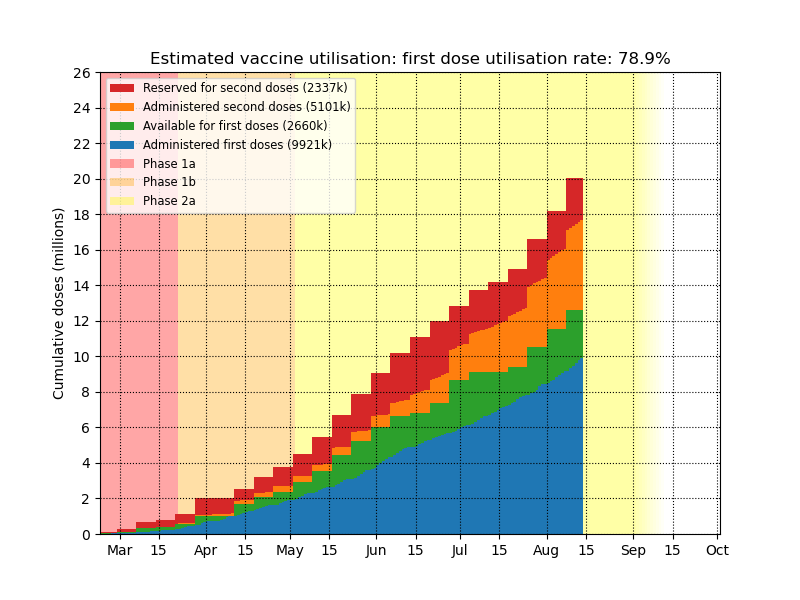 Estimated vaccine utilisation: first dose utilisation rate: 78.9%
Reserved for second doses (2337k)
Administered second doses (5101k)
Available for first doses (2660k)
Administered first doses (9921k)
Phase 1a
Phase 1b
Phase 2a
Cumulative doses (millions)
26
24
22
20
18
16
14
12
10
8
6
4
2
0
Mar 15 Apr 15 May 15 Jun 15 Jul 15 Aug 15 Sep 15 Oct